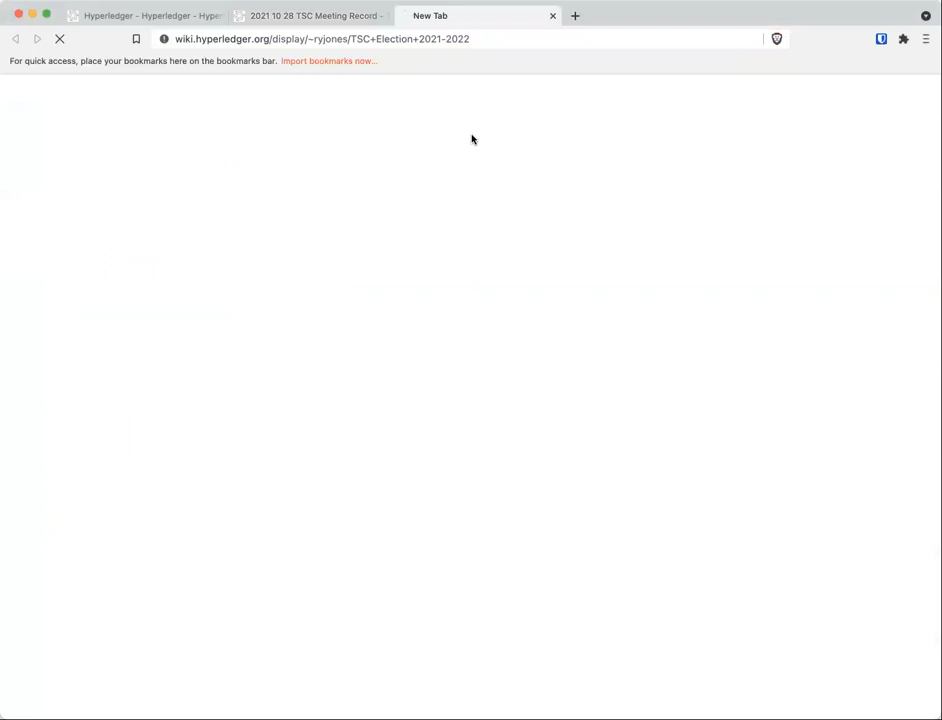 Hyperledger - Hyperledger - Hyper
2021 10 28 TSC Meeting Record -
New Tab
wiki.hyperledger.org/display/~ryjones/TSC+Election+2021-2022
For quick access, place your bookmarks here on the bookmarks bar. Import bookmarks now...